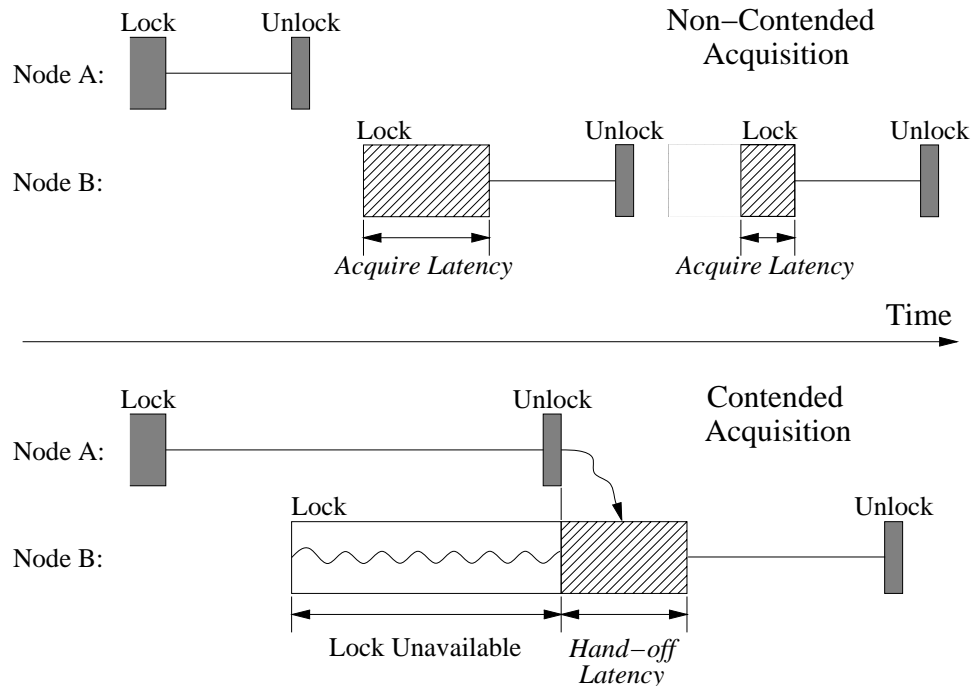 Lock
Unlock
Non−Contended
Acquisition
Node A:
Lock
Unlock
Lock
Unlock
Node B:
Acquire Latency
Acquire Latency
Time
Lock
Unlock
Contended
Acquisition
Node A:
Lock
Unlock
Node B:
Lock Unavailable
Hand−off
Latency